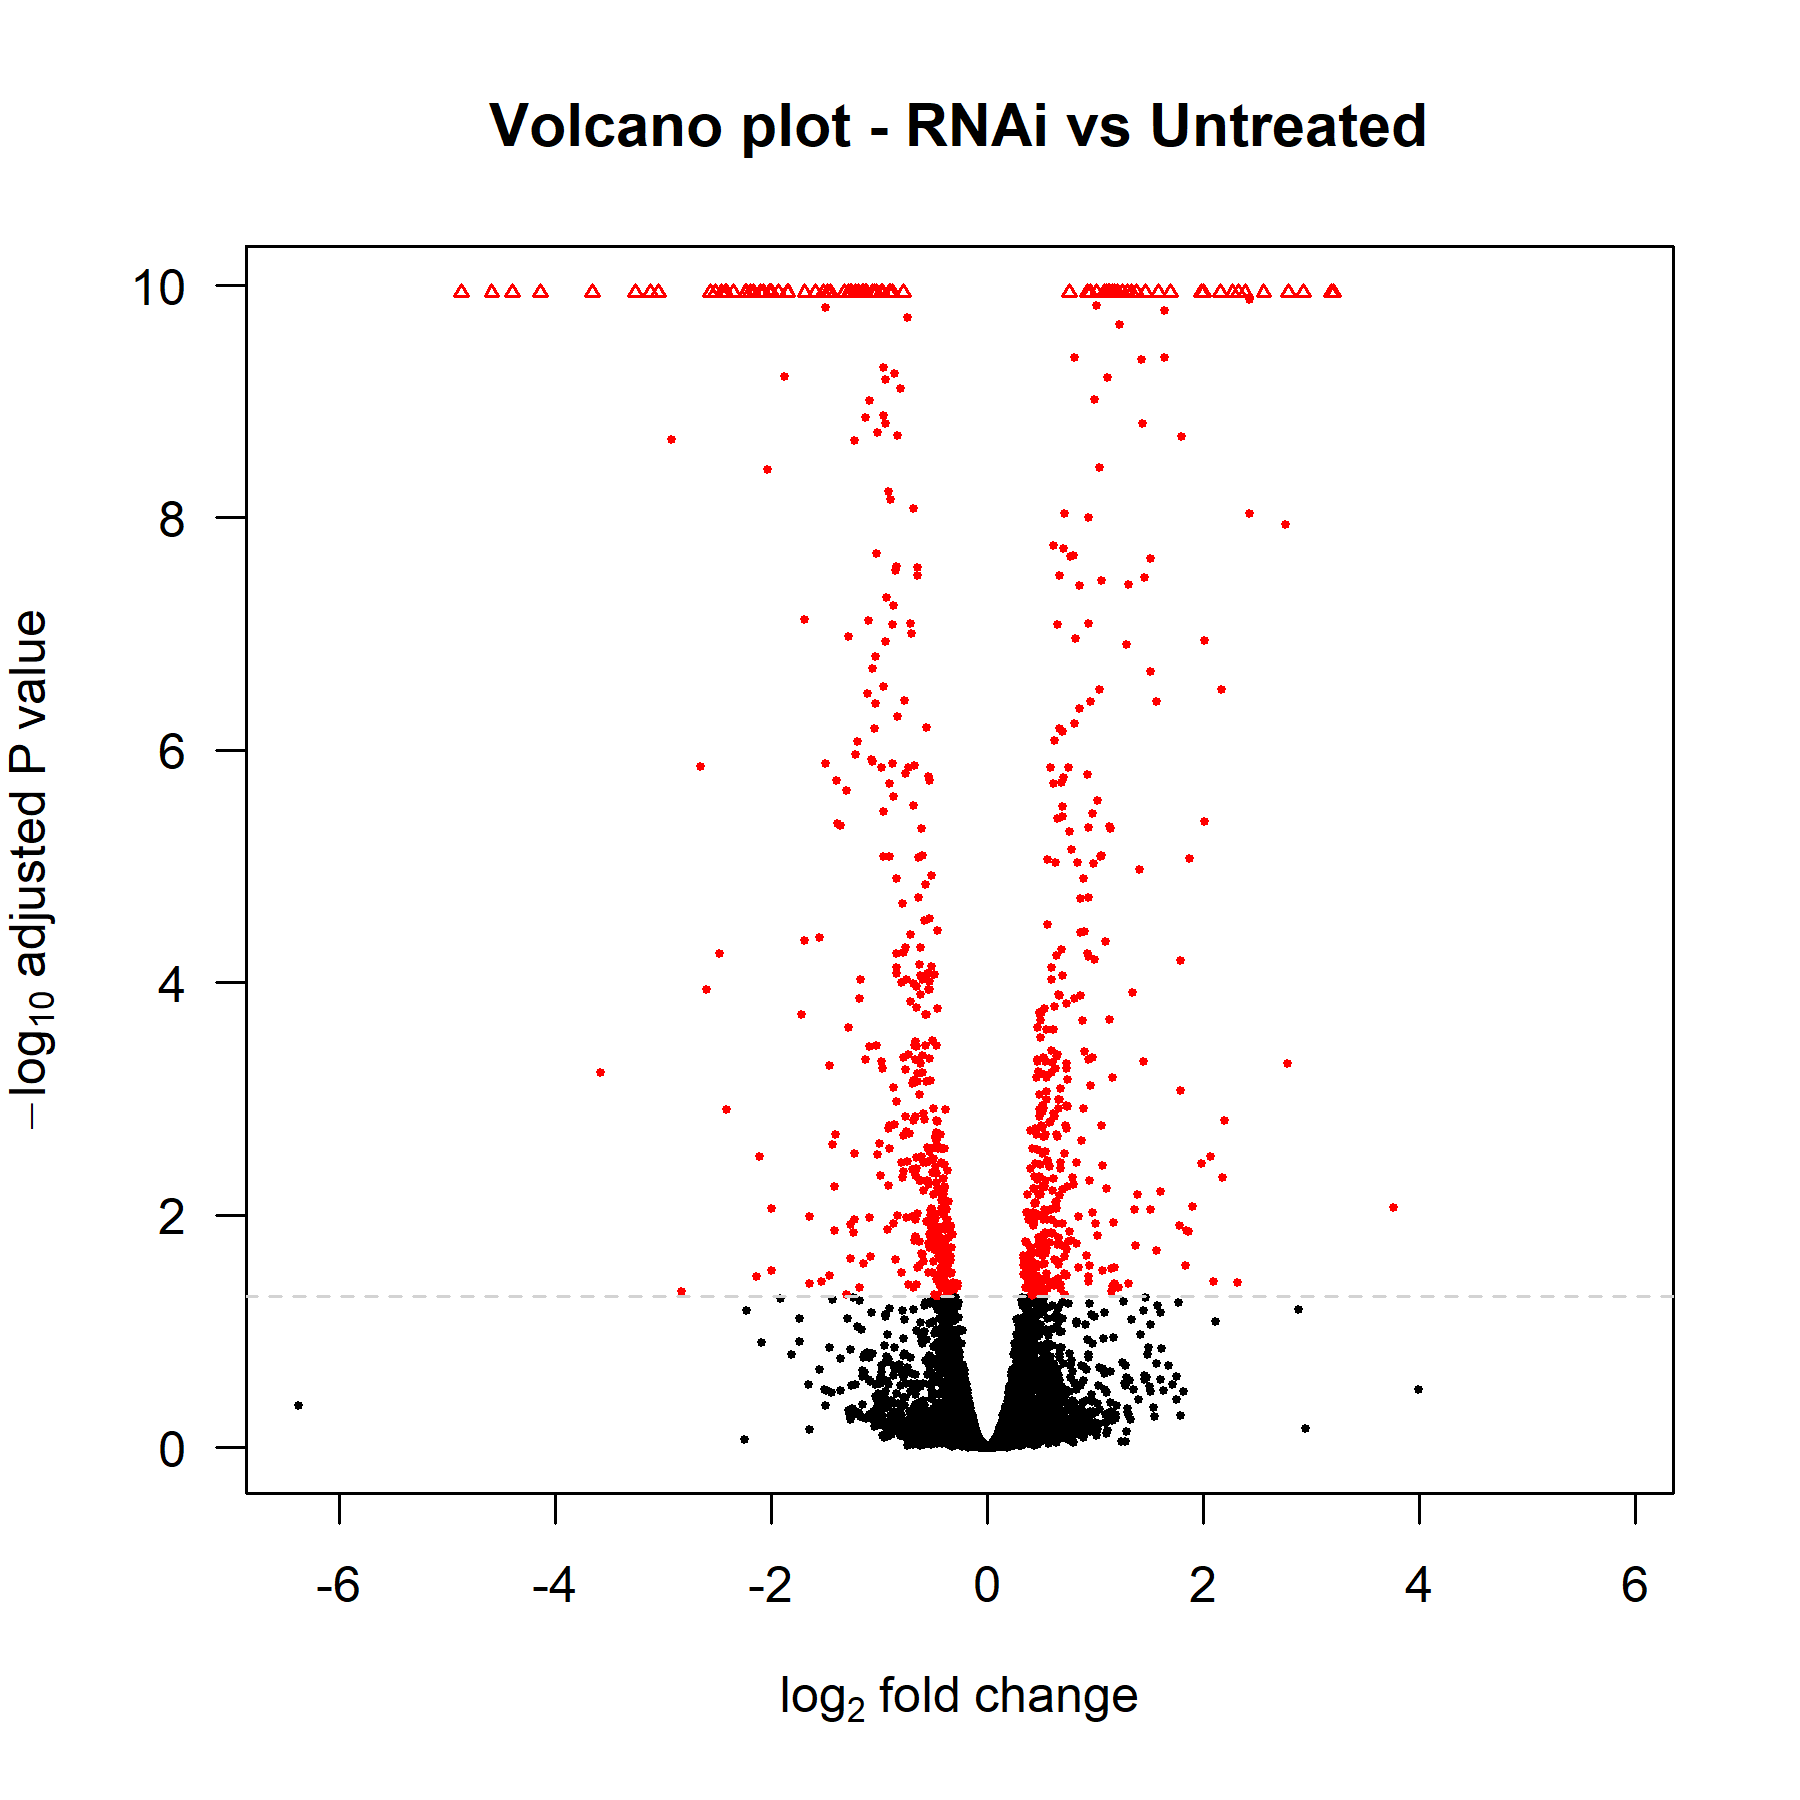 Volcano plot - RNAi vs Untreated
10
8
6
4
2
0
−log10 adjusted P value
-6 -4 -2 0 2 4 6
log2 fold change